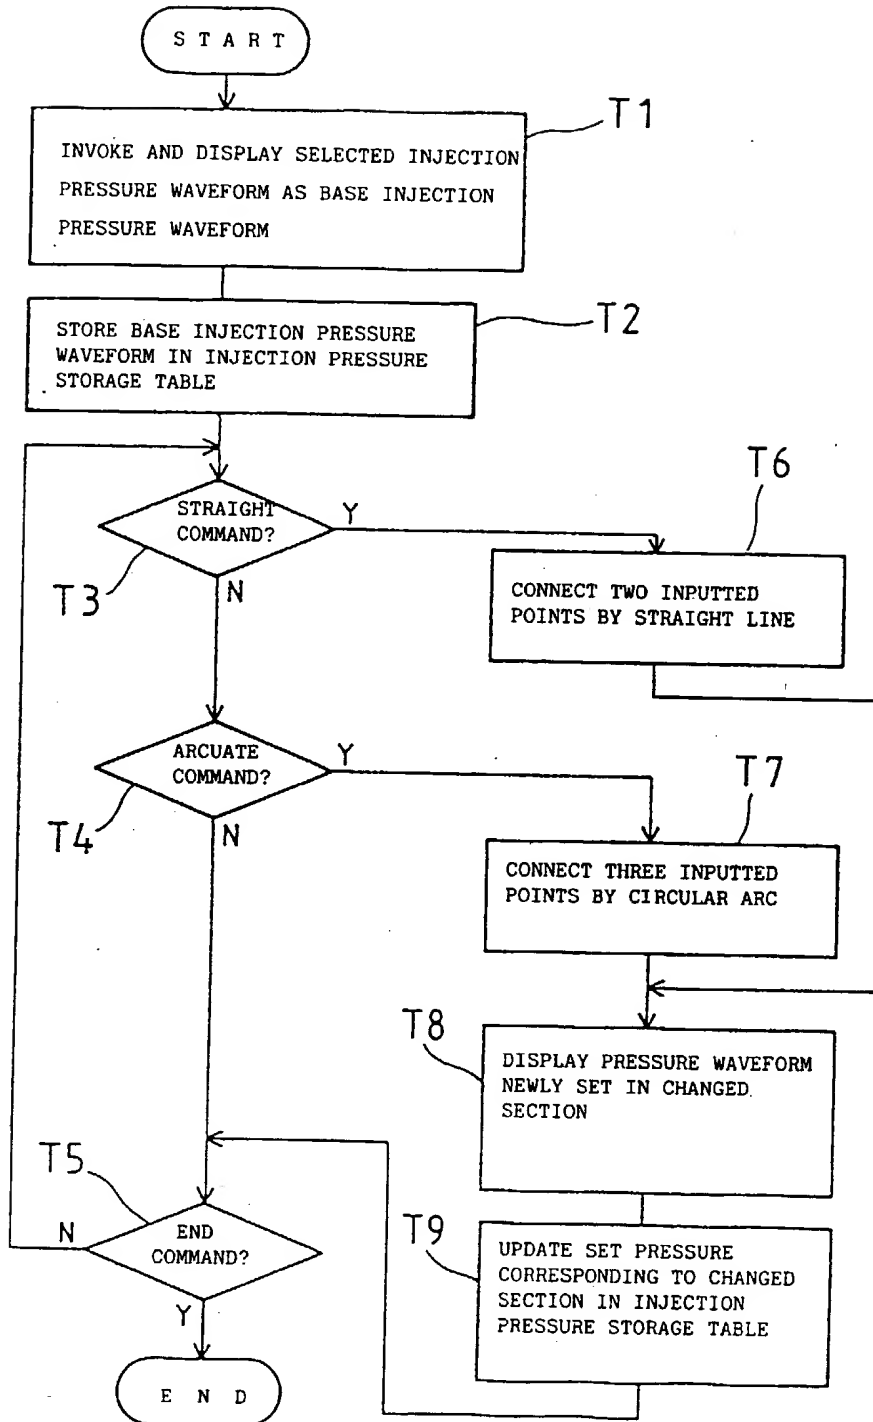 START
T1
INVOKE AND DISPLAY SELECTED INJECTION
PRESSURE WAVEFORM AS BASE INJECTION
PRESSURE WAVEFORM
T2
STORE BASE INJECTION PRESSURE
WAVEFORM IN INJECTION PRESSURE
STORAGE TABLE
STRAIGHT
COMMAND?
Y
T3
N
T6
CONNECT TWO INPUTTED
POINTS BY STRAIGHT LINE
ARCUATE
COMMAND?
Y
T4
N
T7
CONNECT THREE INPUTTED
POINTS BY CIRCULAR ARC
T8
DISPLAY PRESSURE WAVEFORM
NEWLY SET IN CHANGED
SECTION
T5
N
END
COMMAND?
Y
T9
UPDATE SET PRESSURE
CORRESPONDING TO CHANGED
SECTION IN INJECTION
PRESSURE STORAGE TABLE
END